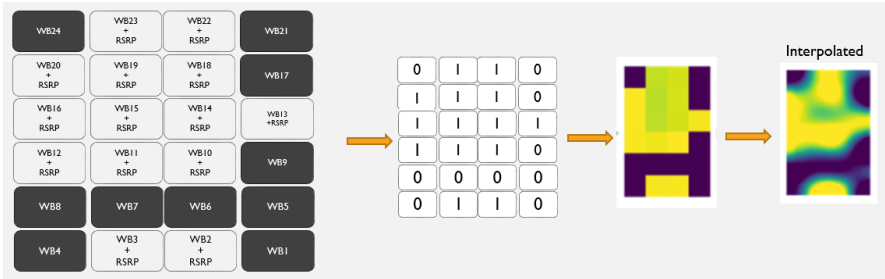 WB24
WB23
+
RSRP
WB22
+
RSRP
WB21
WB20
+
RSRP
WB19
+
RSRP
WB18
+
RSRP
WB17
WB16
+
RSRP
WB15
+
RSRP
WB14
+
RSRP
WB13
+RSRP
WB12
+
RSRP
WB11
+
RSRP
WB10
+
RSRP
WB9
WB8
WB7
WB6
WB5
WB4
WB3
+
RSRP
WB2
+
RSRP
WB1
0 1 1 0
1 1 1 0
1 1 1 1
1 1 1 0
0 0 0 0
0 1 1 0
Interpolated